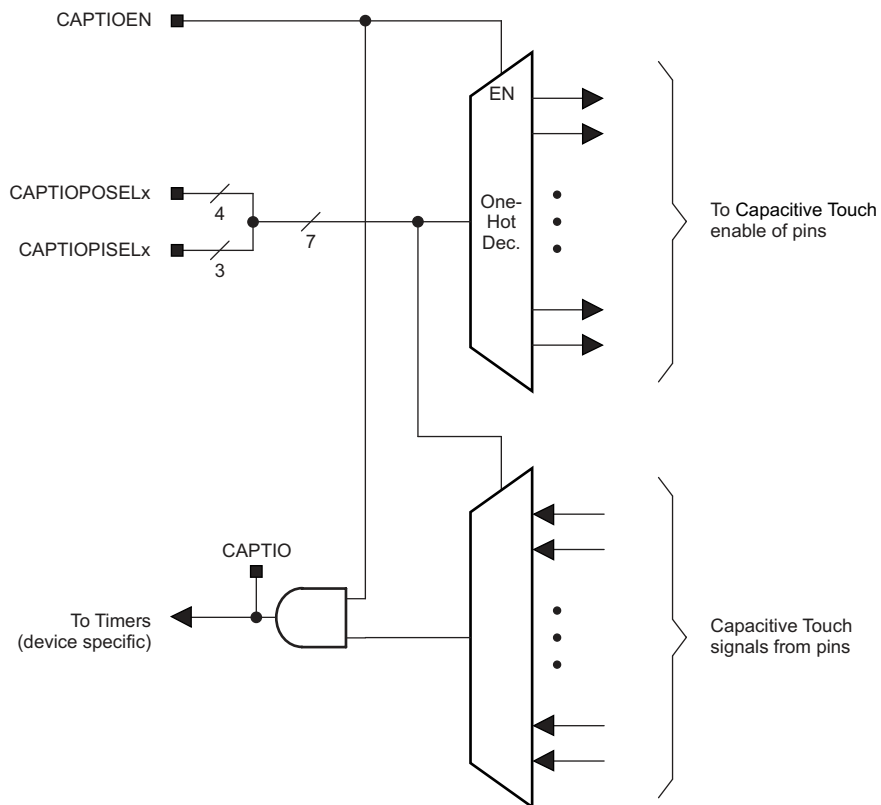 CAPTIOEN
EN
CAPTIOPOSELx
4
CAPTIOPISELx
3
7
One-
Hot
Dec.
To Capacitive Touch
enable of pins
CAPTIO
To Timers
(device specific)
Capacitive Touch
signals from pins